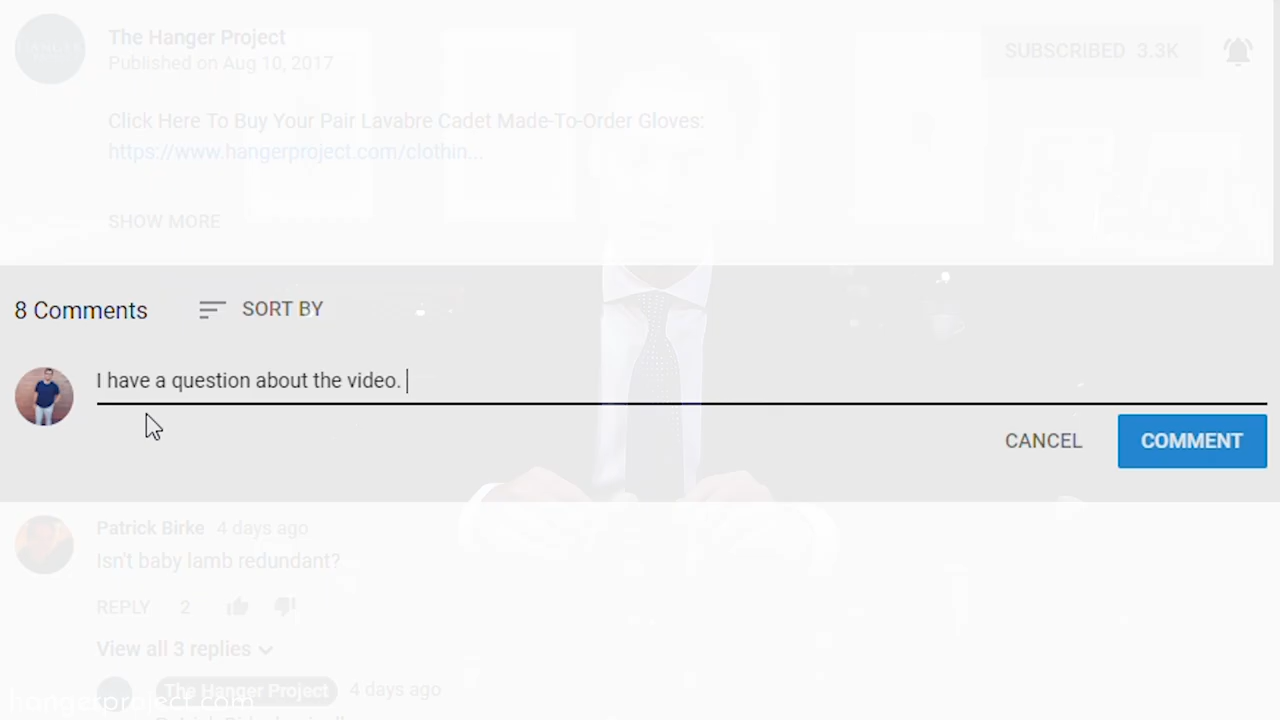 The Hanger Project
Published on Aug 10, 2017
SUBSCRIBED 3.3K
Click Here To Buy Your Pair Lavabre Cadet Made-To-Order Gloves:
https://www.hangerproject.com/clothin...
SHOW MORE
8 Comments
SORT BY
I have a question about the video.
CANCEL
COMMENT
Patrick Birke 4 days ago
Isn't baby lamb redundant?
REPLY 2
View all 3 replies
The Hanger Project 4 days ago
hangerproject.com